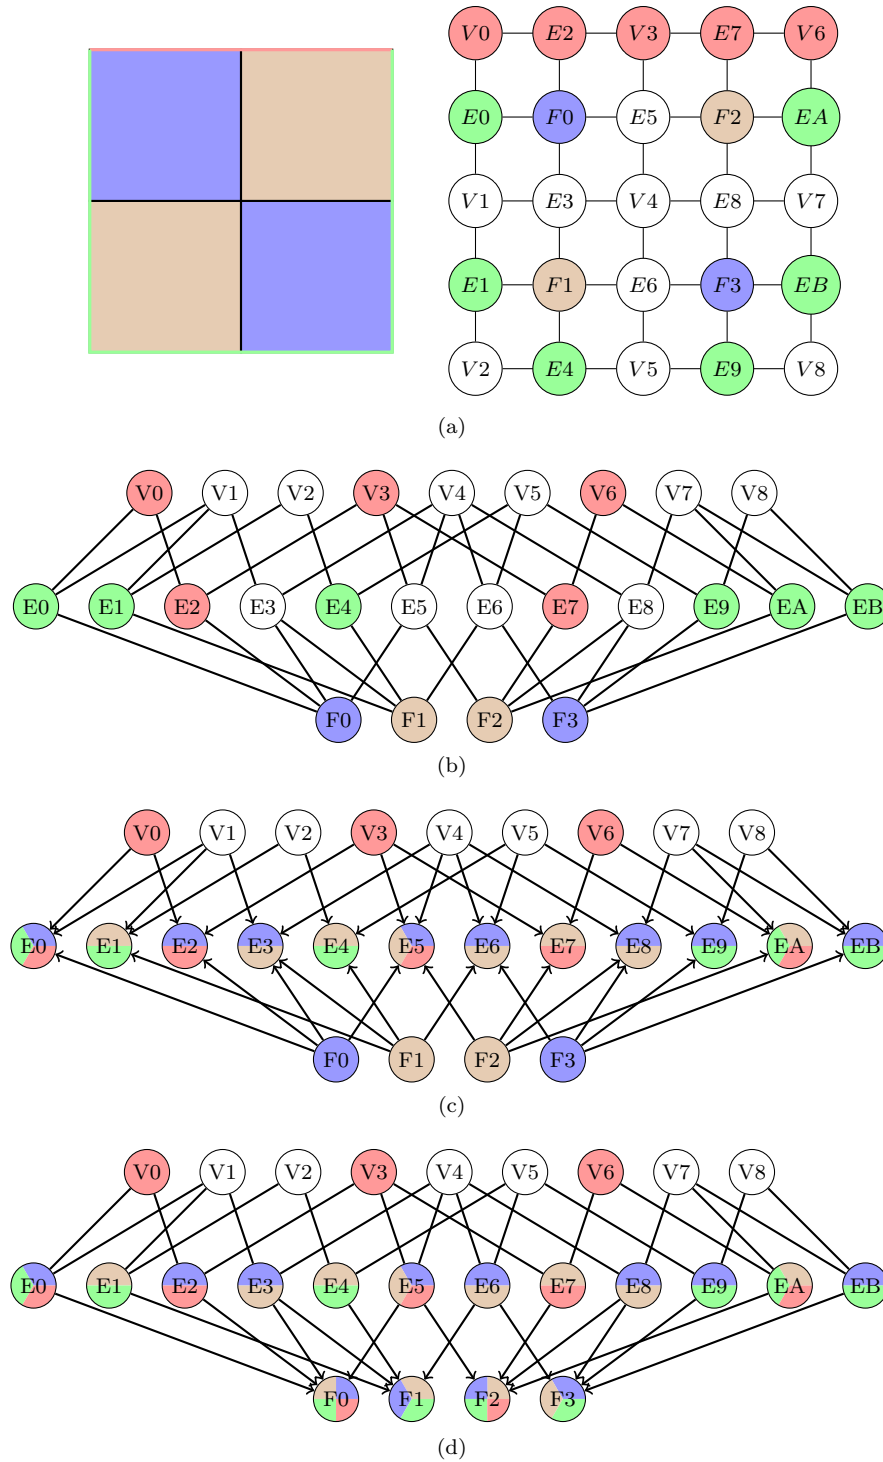 V0 E2 V3 E7 V6
E0 F0 E5 F2 EA
V1 E3 V4 E8 V7
E1 F1 E6 F3 EB
V2 E4 V5 E9 V8
(a)
V0 V1 V2 V3 V4 V5 V6 V7 V8
E0 E1 E2 E3 E4 E5 E6 E7 E8 E9 EA EB
F0 F1 F2 F3
(b)
V0 V1 V2 V3 V4 V5 V6 V7 V8
E0 E1 E2 E3 E4 E5 E6 E7 E8 E9 EA EB
F0 F1 F2 F3
(c)
V0 V1 V2 V3 V4 V5 V6 V7 V8
E0 E1 E2 E3 E4 E5 E6 E7 E8 E9 EA EB
F0 F1 F2 F3
(d)